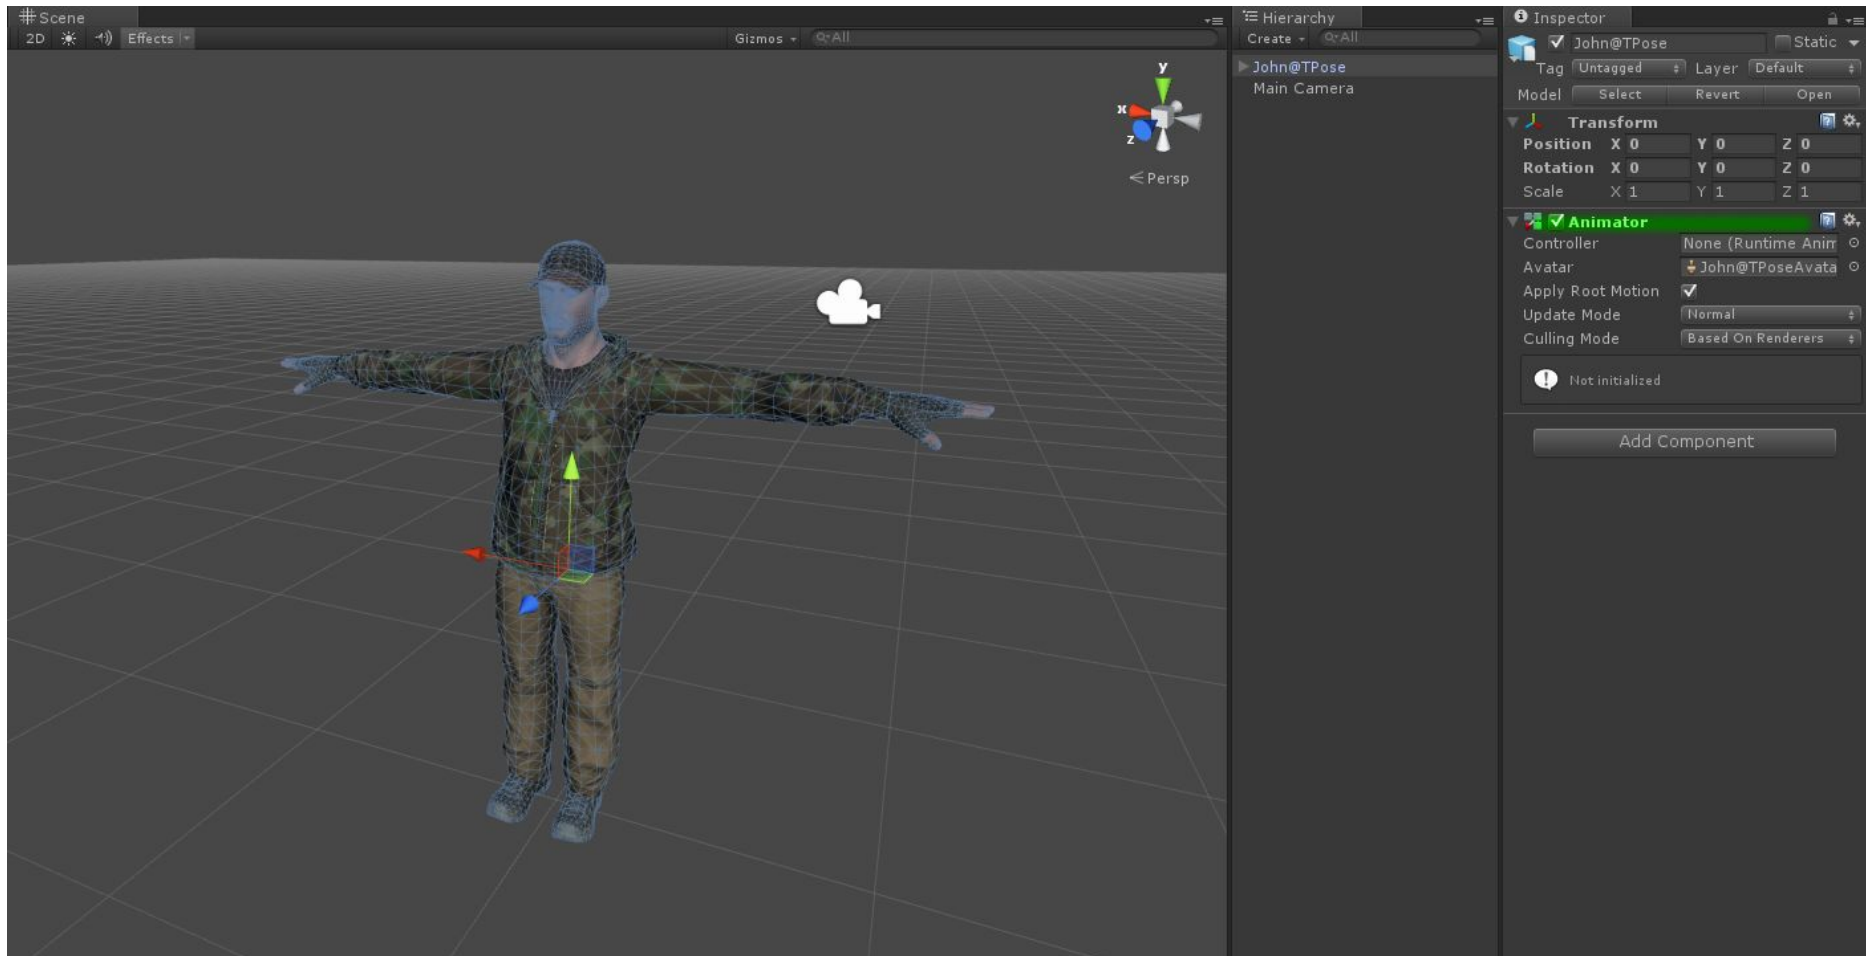 Scene
2D Effects Gizmos All
y
x
z
Persp
Hierarchy
Create All
John@TPose
Main Camera
Inspector
John@TPose Static
Tag Untagged Layer Default
Model Select Revert Open
Transform
Position X 0 Y 0 Z 0
Rotation X 0 Y 0 Z 0
Scale X 1 Y 1 Z 1
Animator
Controller None (Runtime Anim
Avatar John@TPoseAvata
Apply Root Motion
Update Mode Normal
Culling Mode Based On Renderers
Not initialized
Add Component